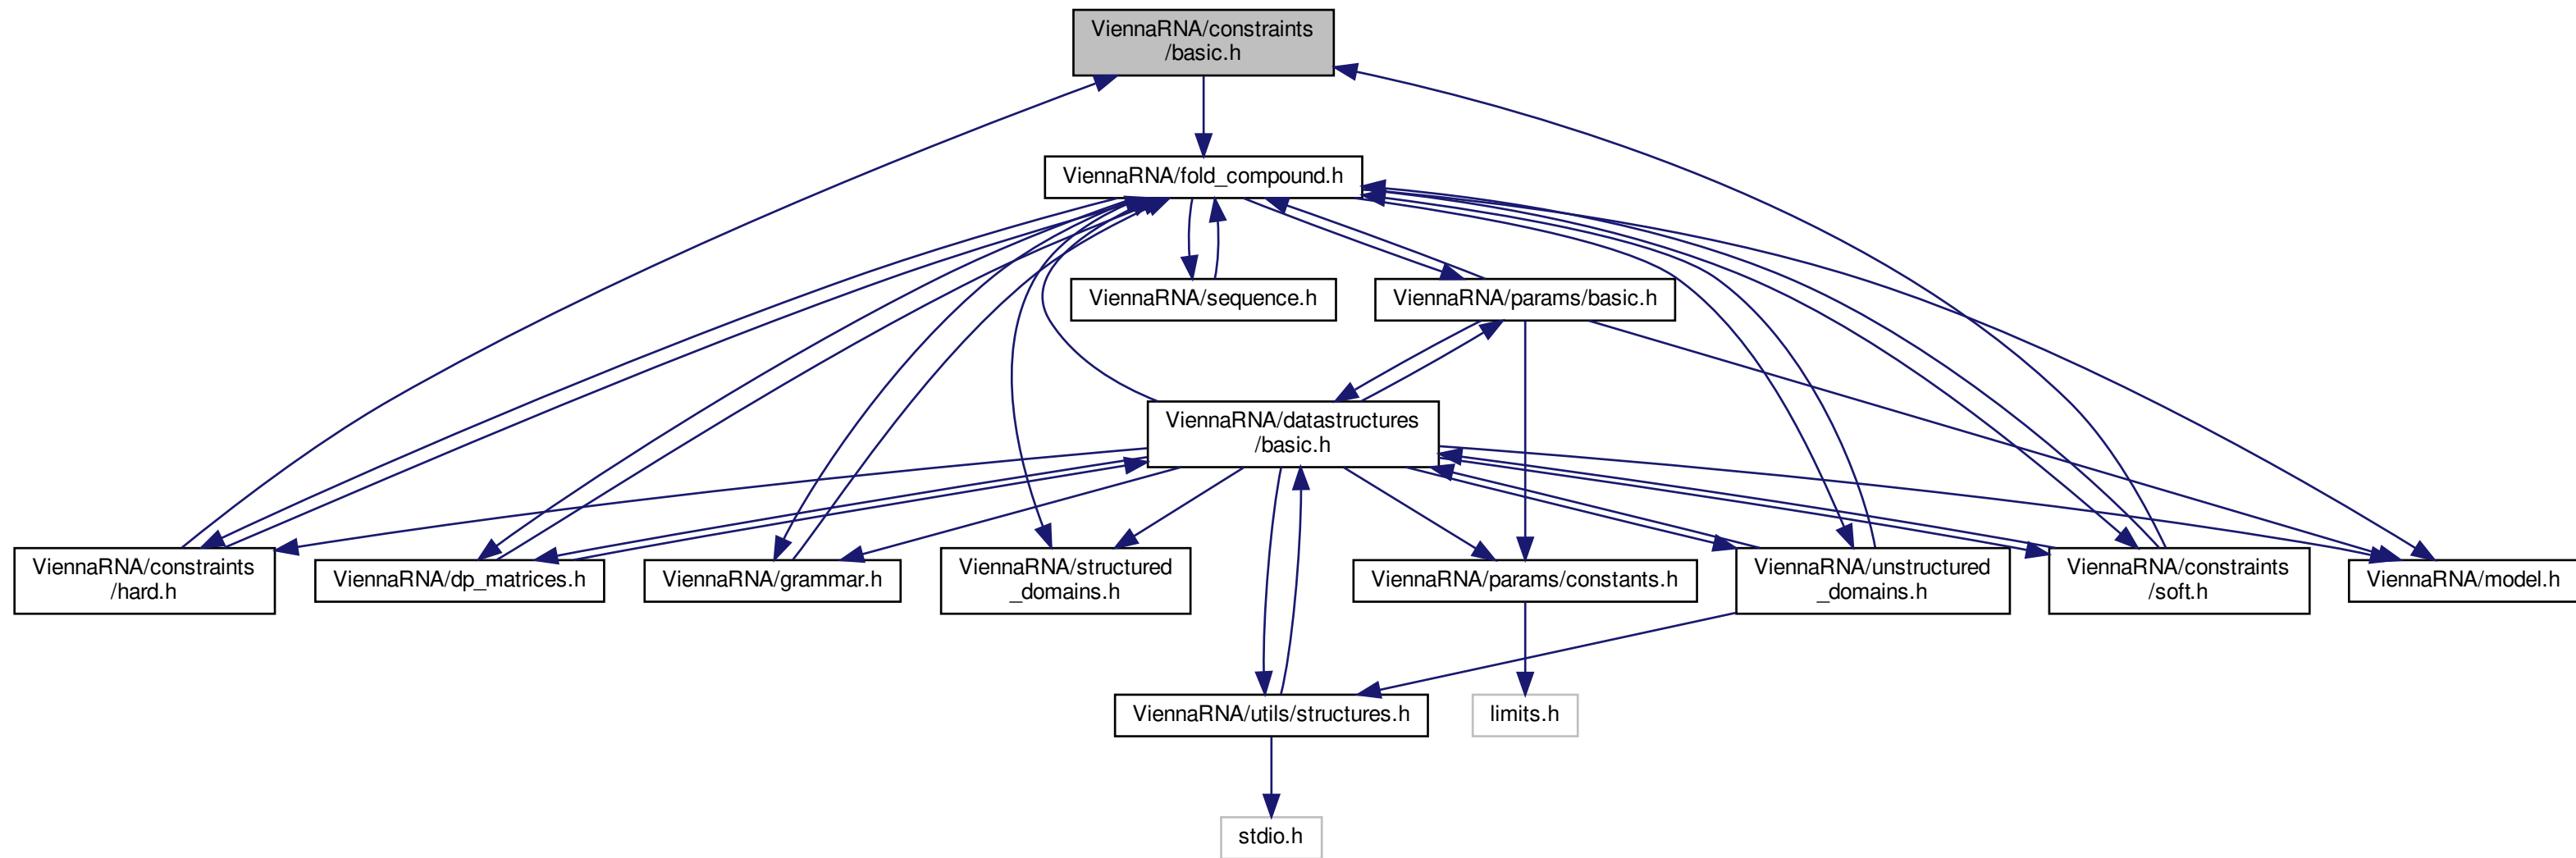 ViennaRNA/constraints
/basic.h
ViennaRNA/fold_compound.h
ViennaRNA/sequence.h
ViennaRNA/params/basic.h
ViennaRNA/datastructures
/basic.h
ViennaRNA/constraints
/hard.h
ViennaRNA/dp_matrices.h
ViennaRNA/grammar.h
ViennaRNA/structured
_domains.h
ViennaRNA/params/constants.h
ViennaRNA/unstructured
_domains.h
ViennaRNA/constraints
/soft.h
ViennaRNA/model.h
ViennaRNA/utils/structures.h
limits.h
stdio.h